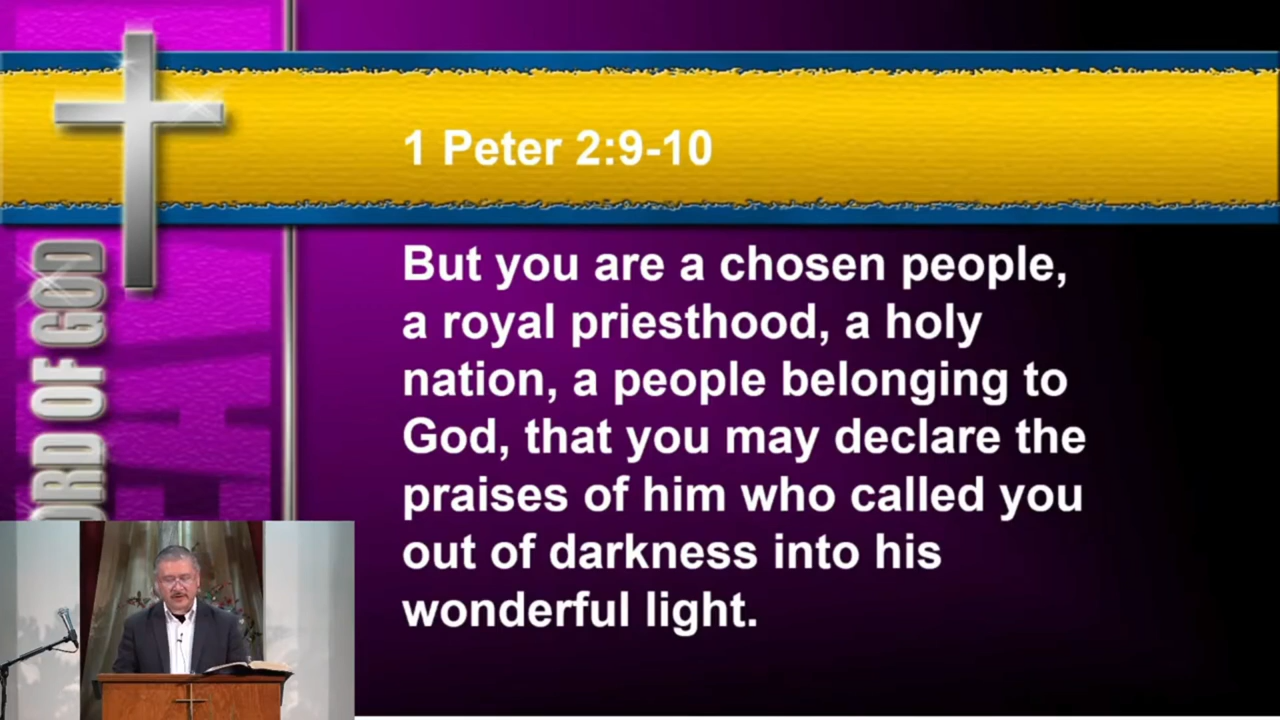 1 Peter 2:9-10
But you are a chosen people,
a royal priesthood, a holy
nation, a people belonging to
God, that you may declare the
praises of him who called you
out of darkness into his
wonderful light.
ORD OF GOD